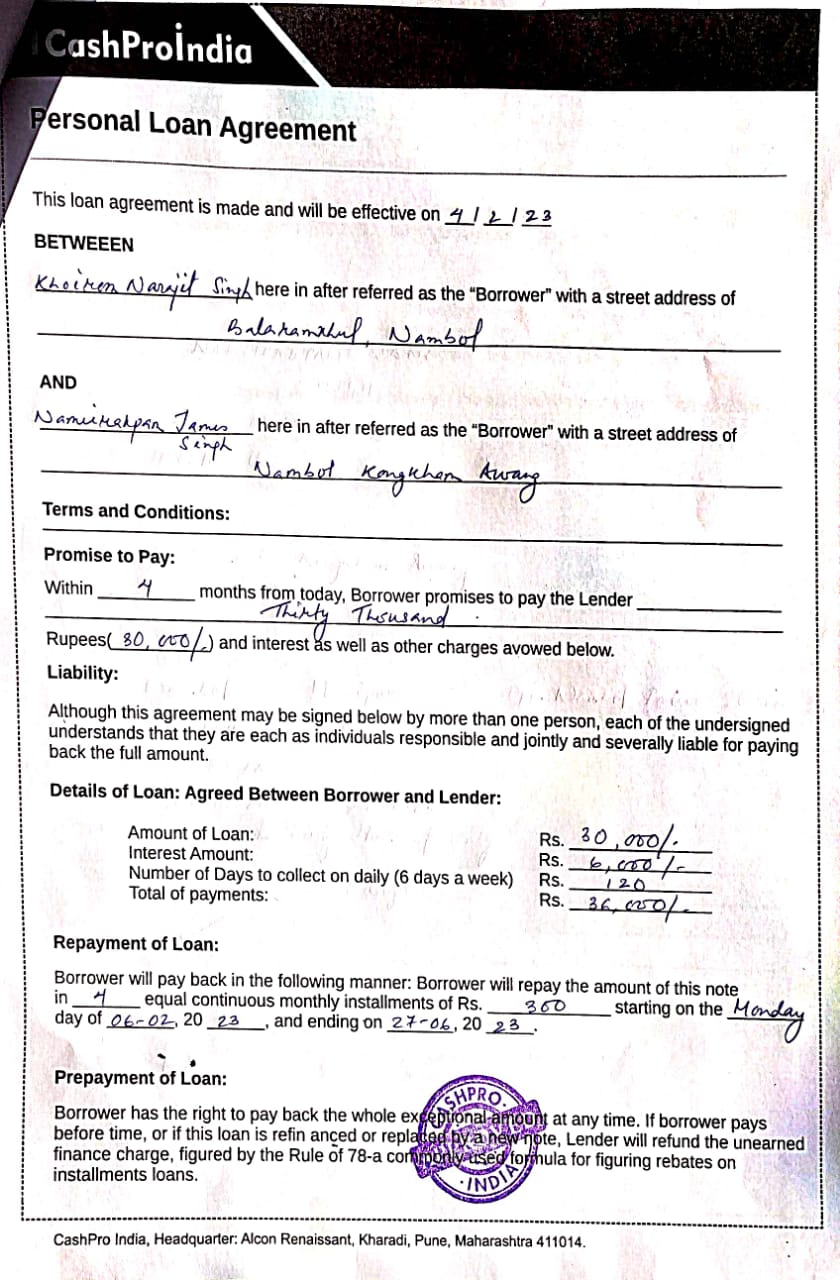 CashProIndia
Personal Loan Agreement
This loan agreement is made and will be effective on 4/2/23
BETWEEEN
Khoirom Narajit Singh here in after referred as the “Borrower” with a street address of
Nambol
AND
James here in after referred as the “Borrower” with a street address of
Singh
Nambol Kongkham Awang
Terms and Conditions:
Promise to Pay:
Within 4 months from today, Borrower promises to pay the Lender
Thirty Thousand
Rupees( 30,000/-) and interest as well as other charges avowed below.
Liability:
Although this agreement may be signed below by more than one person, each of the undersigned
understands that they are each as individuals responsible and jointly and severally liable for paying
back the full amount.
Details of Loan: Agreed Between Borrower and Lender:
Amount of Loan: Rs. 30,000/-
Interest Amount: Rs. 6,000/-
Number of Days to collect on daily (6 days a week) Rs. 120
Total of payments: Rs. 36,000/-
Repayment of Loan:
Borrower will pay back in the following manner: Borrower will repay the amount of this note
in 4 equal continuous monthly installments of Rs. 300 starting on the Monday
day of 06-02, 20 23, and ending on 27-06, 20 23.
Prepayment of Loan:
Borrower has the right to pay back the whole exceptional amount at any time. If borrower pays
before time, or if this loan is refin anced or replaced by a new note, Lender will refund the unearned
finance charge, figured by the Rule of 78-a commonly used formula for figuring rebates on
installments loans.
CASHPRO.
INDIA
CashPro India, Headquarter: Alcon Renaissant, Kharadi, Pune, Maharashtra 411014.